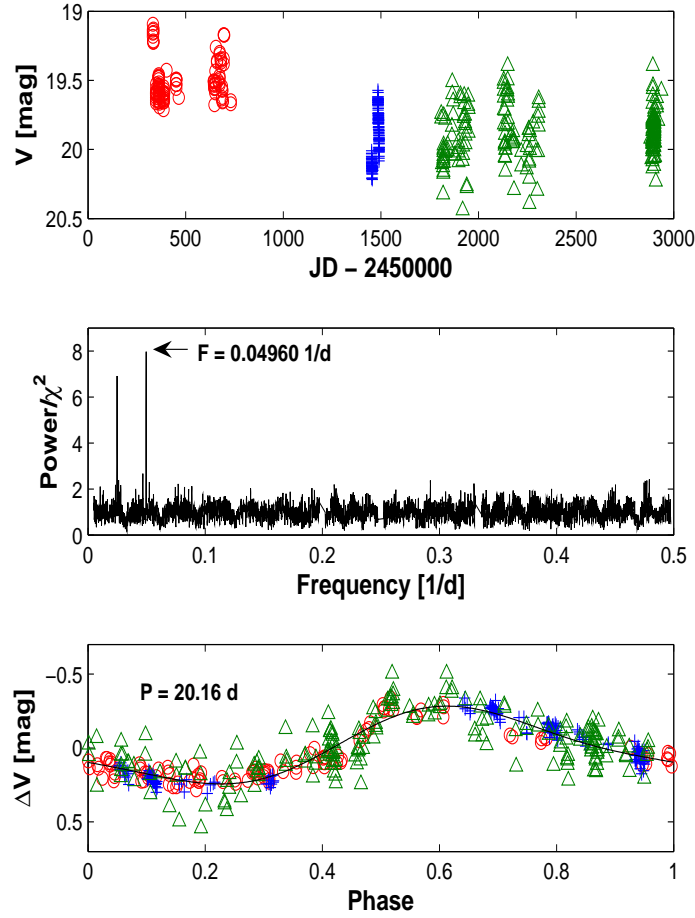 19
19.5
20
20.5
V [mag]
0 500 1000 1500 2000 2500 3000
JD − 2450000
8
6
4
2
0
Power/χ²
F = 0.04960 1/d
0 0.1 0.2 0.3 0.4 0.5
Frequency [1/d]
−0.5
0
0.5
ΔV [mag]
P = 20.16 d
0 0.2 0.4 0.6 0.8 1
Phase